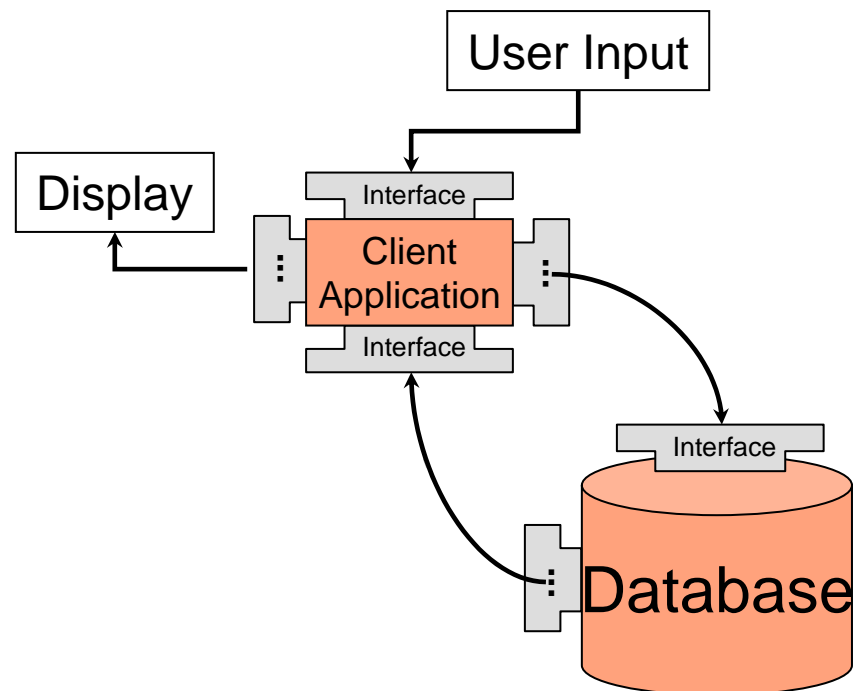 User Input
Display
Interface
...
Client
Application
...
Interface
Interface
...
Database